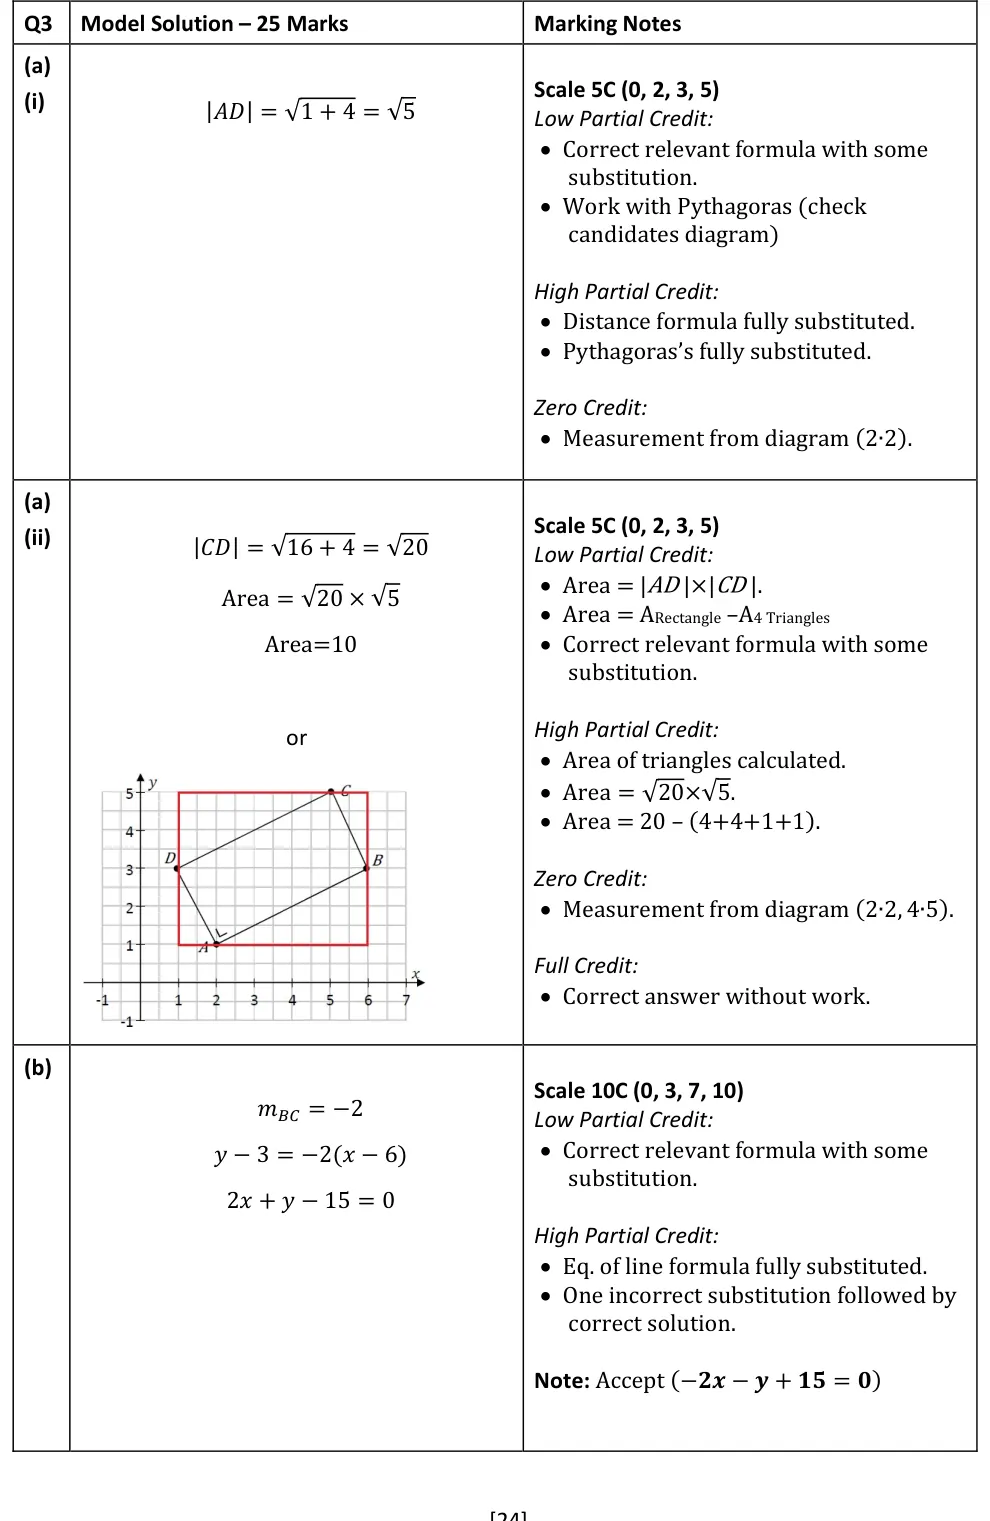 Q3 Model Solution – 25 Marks Marking Notes
(a)
(i)
|AD| = √1 + 4 = √5
Scale 5C (0, 2, 3, 5)
Low Partial Credit:
• Correct relevant formula with some
substitution.
• Work with Pythagoras (check
candidates diagram)
High Partial Credit:
• Distance formula fully substituted.
• Pythagoras’s fully substituted.
Zero Credit:
• Measurement from diagram (2·2).
(a)
(ii)
|CD| = √16 + 4 = √20
Area = √20 × √5
Area=10
or
y
5
4
3
2
1
-1
D
C
B
A
x
-1 1 2 3 4 5 6 7
Scale 5C (0, 2, 3, 5)
Low Partial Credit:
• Area = |AD|×|CD|.
• Area = ARectangle –A4 Triangles
• Correct relevant formula with some
substitution.
High Partial Credit:
• Area of triangles calculated.
• Area = √20×√5.
• Area = 20 – (4+4+1+1).
Zero Credit:
• Measurement from diagram (2·2, 4·5).
Full Credit:
• Correct answer without work.
(b)
mBC = −2
y − 3 = −2(x − 6)
2x + y − 15 = 0
Scale 10C (0, 3, 7, 10)
Low Partial Credit:
• Correct relevant formula with some
substitution.
High Partial Credit:
• Eq. of line formula fully substituted.
• One incorrect substitution followed by
correct solution.
Note: Accept (−2x − y + 15 = 0)
[24]